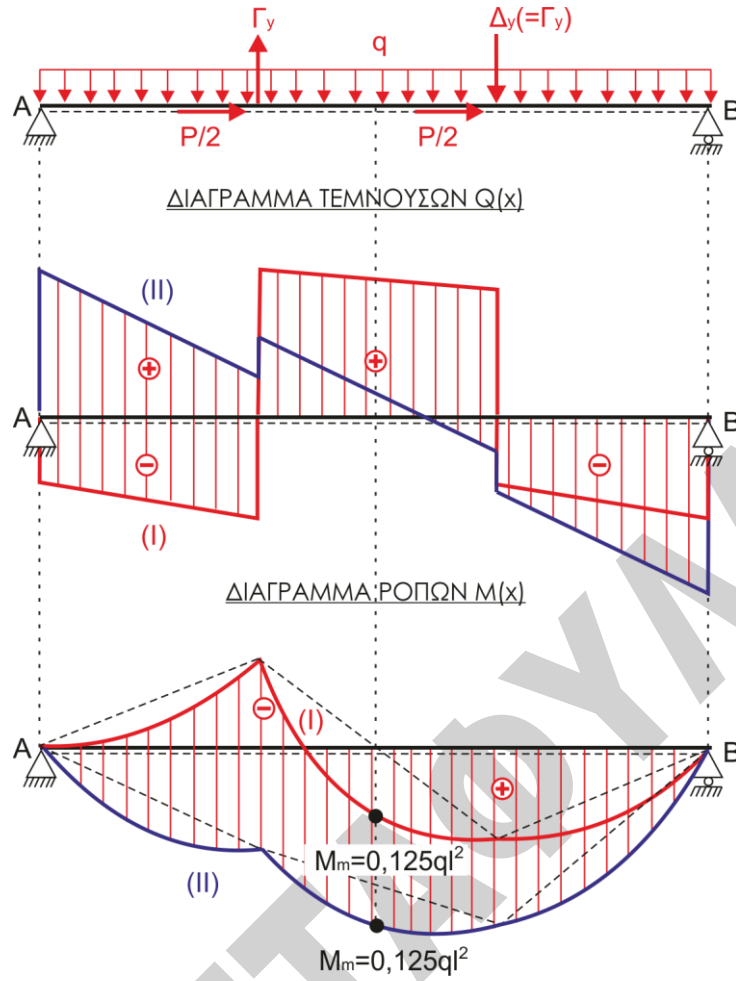 Γy Δy(=Γy)
q
A B
P/2 P/2
ΔΙΑΓΡΑΜΜΑ ΤΕΜΝΟΥΣΩΝ Q(x)
(II)
+ +
A B
− −
(I)
ΔΙΑΓΡΑΜΜΑ ΡΟΠΩΝ M(x)
− (I)
A B
+
Mm=0,125ql²
(II)
Mm=0,125ql²